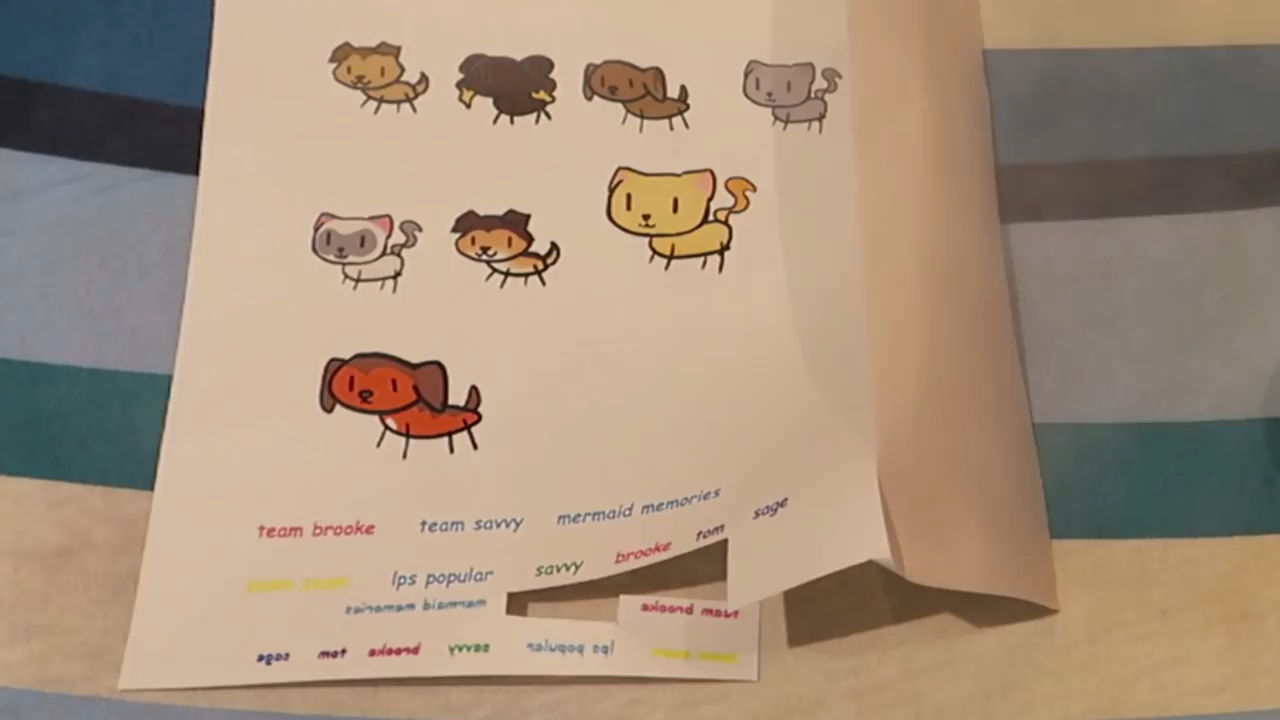 team brooke team savvy mermaid memories sage
lps popular savvy brooke tom
mermaid memories team brooke
sage tom brooke savvy lps popular